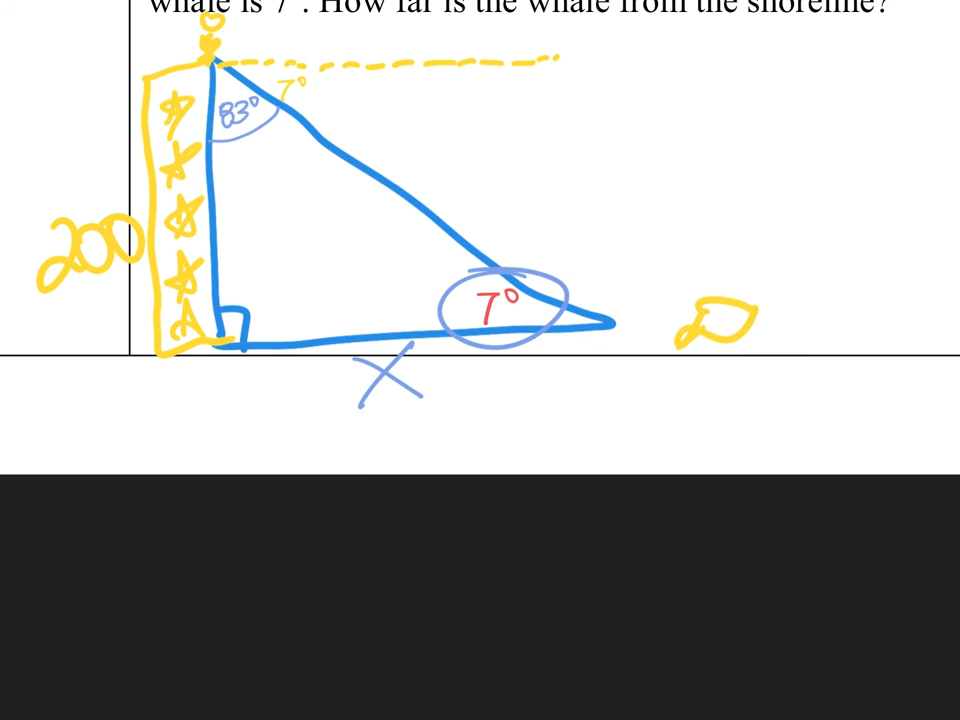 whale is 7°. How far is the whale from the shoreline?
7°
83°
200
7°
X